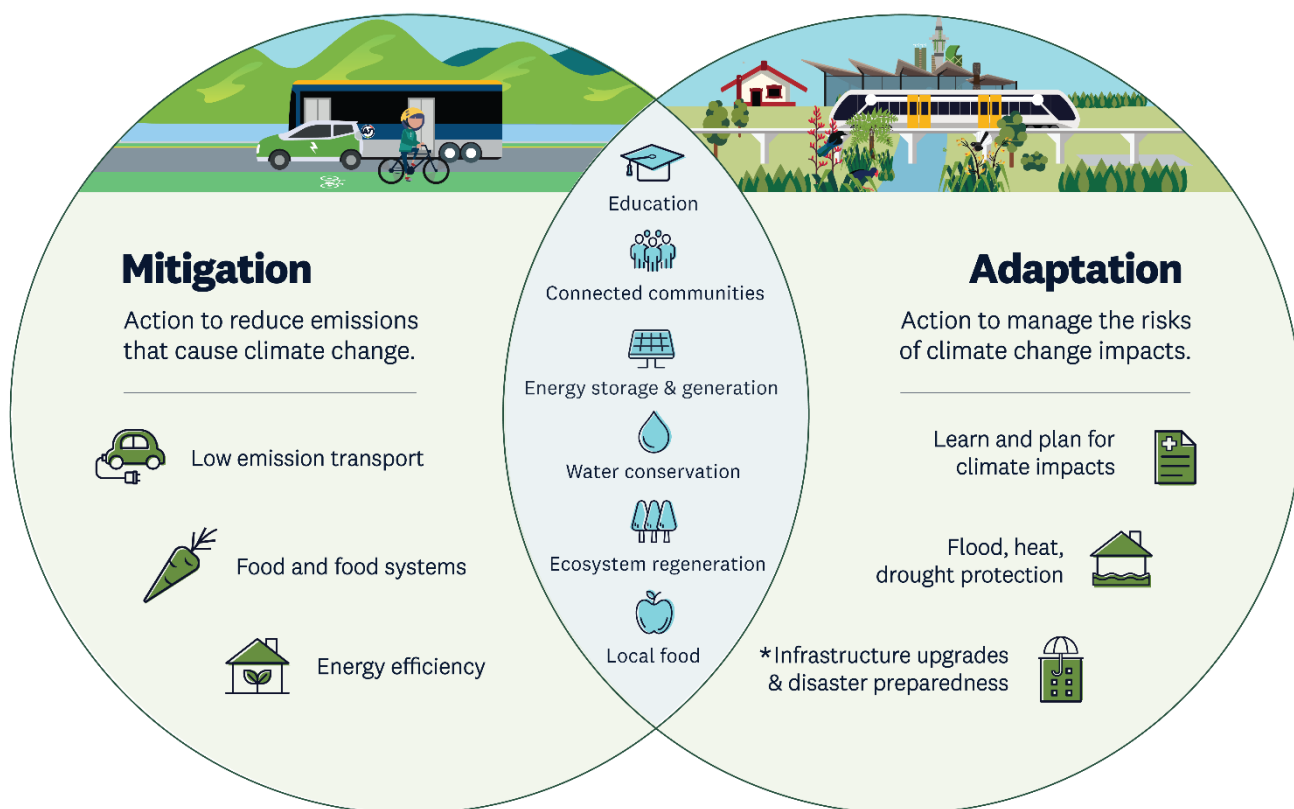 Mitigation
Action to reduce emissions
that cause climate change.
Low emission transport
Food and food systems
Energy efficiency
Education
Connected communities
Energy storage & generation
Water conservation
Ecosystem regeneration
Local food
Adaptation
Action to manage the risks
of climate change impacts.
Learn and plan for
climate impacts
Flood, heat,
drought protection
*Infrastructure upgrades
& disaster preparedness